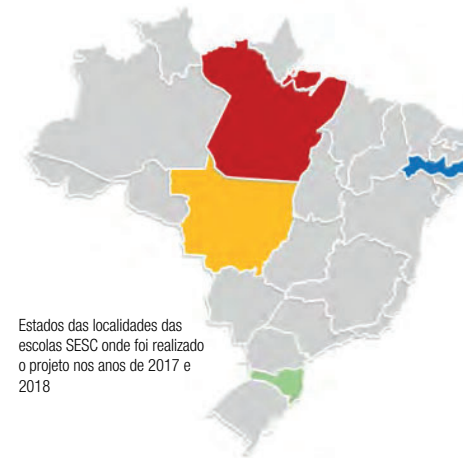 Estados das localidades das
escolas SESC onde foi realizado
o projeto nos anos de 2017 e
2018